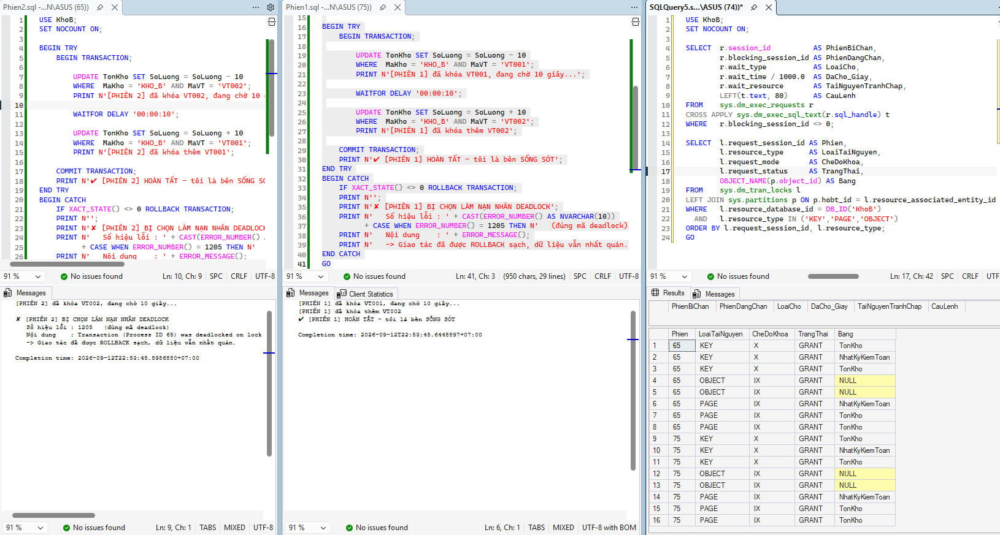 Phien2.sql -...N\ASUS (65))
1 USE KhoB;
2 SET NOCOUNT ON;
3
4 BEGIN TRY
5 BEGIN TRANSACTION;
6
7 UPDATE TonKho SET SoLuong = SoLuong - 10
8 WHERE MaKho = 'KHO_B' AND MaVT = 'VT002';
9 PRINT N'[PHIÊN 2] đã khóa VT002, đang chờ 10
10
11 WAITFOR DELAY '00:00:10';
12
13 UPDATE TonKho SET SoLuong = SoLuong + 10
14 WHERE MaKho = 'KHO_B' AND MaVT = 'VT001';
15 PRINT N'[PHIÊN 2] đã khóa thêm VT001';
16
17 COMMIT TRANSACTION;
18 PRINT N'✔ [PHIÊN 2] HOÀN TẤT - tôi là bên SỐNG SÓ
19 END TRY
20 BEGIN CATCH
21 IF XACT_STATE() <> 0 ROLLBACK TRANSACTION;
22 PRINT N'';
23 PRINT N'✘ [PHIÊN 2] BỊ CHỌN LÀM NẠN NHÂN DEADLOCK
24 PRINT N' Số hiệu lỗi : ' + CAST(ERROR_NUMBER()
25 + CASE WHEN ERROR_NUMBER() = 1205 THEN N'
26 PRINT N' Nội dung : ' + ERROR_MESSAGE();
91 % No issues found Ln: 10, Ch: 9 SPC CRLF UTF-8
Messages
[PHIÊN 2] đã khóa VT002, đang chờ 10 giây...
✘ [PHIÊN 2] BỊ CHỌN LÀM NẠN NHÂN DEADLOCK
Số hiệu lỗi : 1205 (đúng mã deadlock)
Nội dung : Transaction (Process ID 65) was deadlocked on lock
-> Giao tác đã được ROLLBACK sạch, dữ liệu vẫn nhất quán.
Completion time: 2026-09-12T22:53:45.5986880+07:00
91 % No issues found Ln: 9, Ch: 1 TABS MIXED UTF-8
Phien1.sql -...N\ASUS (75))
15
16 BEGIN TRY
17 BEGIN TRANSACTION;
18
19 UPDATE TonKho SET SoLuong = SoLuong - 10
20 WHERE MaKho = 'KHO_B' AND MaVT = 'VT001';
21 PRINT N'[PHIÊN 1] đã khóa VT001, đang chờ 10 giây...';
22
23 WAITFOR DELAY '00:00:10';
24
25 UPDATE TonKho SET SoLuong = SoLuong + 10
26 WHERE MaKho = 'KHO_B' AND MaVT = 'VT002';
27 PRINT N'[PHIÊN 1] đã khóa thêm VT002';
28
29 COMMIT TRANSACTION;
30 PRINT N'✔ [PHIÊN 1] HOÀN TẤT - tôi là bên SỐNG SÓT';
31 END TRY
32 BEGIN CATCH
33 IF XACT_STATE() <> 0 ROLLBACK TRANSACTION;
34 PRINT N'';
35 PRINT N'✘ [PHIÊN 1] BỊ CHỌN LÀM NẠN NHÂN DEADLOCK';
36 PRINT N' Số hiệu lỗi : ' + CAST(ERROR_NUMBER() AS NVARCHAR(10))
37 + CASE WHEN ERROR_NUMBER() = 1205 THEN N' (đúng mã deadlock)
38 PRINT N' Nội dung : ' + ERROR_MESSAGE();
39 PRINT N' -> Giao tác đã được ROLLBACK sạch, dữ liệu vẫn nhất quán.
40 END CATCH
41 GO
91 % No issues found Ln: 41, Ch: 3 (950 chars, 29 lines) SPC CRLF UTF-8
Messages Client Statistics
[PHIÊN 1] đã khóa VT001, đang chờ 10 giây...
[PHIÊN 1] đã khóa thêm VT002
✔ [PHIÊN 1] HOÀN TẤT - tôi là bên SỐNG SÓT
Completion time: 2026-09-12T22:53:45.6448897+07:00
91 % No issues found Ln: 6, Ch: 1 TABS MIXED UTF-8 with BOM
SQLQuery5.s...\ASUS (74))*
1 USE KhoB;
2 SET NOCOUNT ON;
3
4 SELECT r.session_id AS PhienBiChan,
5 r.blocking_session_id AS PhienDangChan,
6 r.wait_type AS LoaiCho,
7 r.wait_time / 1000.0 AS DaCho_Giay,
8 r.wait_resource AS TaiNguyenTranhChap,
9 LEFT(t.text, 80) AS CauLenh
10 FROM sys.dm_exec_requests r
11 CROSS APPLY sys.dm_exec_sql_text(r.sql_handle) t
12 WHERE r.blocking_session_id <> 0;
13
14 SELECT l.request_session_id AS Phien,
15 l.resource_type AS LoaiTaiNguyen,
16 l.request_mode AS CheDoKhoa,
17 l.request_status AS TrangThai,
18 OBJECT_NAME(p.object_id) AS Bang
19 FROM sys.dm_tran_locks l
20 LEFT JOIN sys.partitions p ON p.hobt_id = l.resource_associated_entity_id
21 WHERE l.resource_database_id = DB_ID('KhoB')
22 AND l.resource_type IN ('KEY','PAGE','OBJECT')
23 ORDER BY l.request_session_id, l.resource_type;
24 GO
91 % No issues found Ln: 17, Ch: 42 SPC CRLF UTF
Results Messages
PhienBiChan PhienDangChan LoaiCho DaCho_Giay TaiNguyenTranhChap CauLenh
Phien LoaiTaiNguyen CheDoKhoa TrangThai Bang
1 65 KEY X GRANT TonKho
2 65 KEY X GRANT NhatKyKiemToan
3 65 KEY X GRANT TonKho
4 65 OBJECT IX GRANT NULL
5 65 OBJECT IX GRANT NULL
6 65 PAGE IX GRANT NhatKyKiemToan
7 65 PAGE IX GRANT TonKho
8 65 PAGE IX GRANT TonKho
9 75 KEY X GRANT TonKho
10 75 KEY X GRANT NhatKyKiemToan
11 75 KEY X GRANT TonKho
12 75 OBJECT IX GRANT NULL
13 75 OBJECT IX GRANT NULL
14 75 PAGE IX GRANT NhatKyKiemToan
15 75 PAGE IX GRANT TonKho
16 75 PAGE IX GRANT TonKho